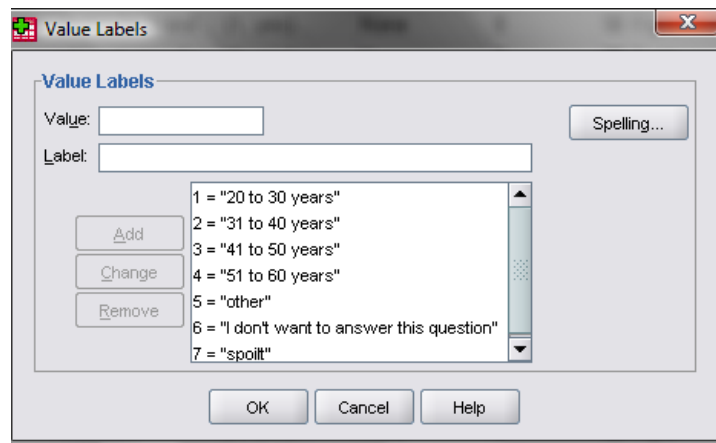 Value Labels
Value Labels
Value:
Spelling...
Label:
1 = "20 to 30 years"
2 = "31 to 40 years"
3 = "41 to 50 years"
4 = "51 to 60 years"
5 = "other"
6 = "I don't want to answer this question"
7 = "spoilt"
Add
Change
Remove
OK
Cancel
Help